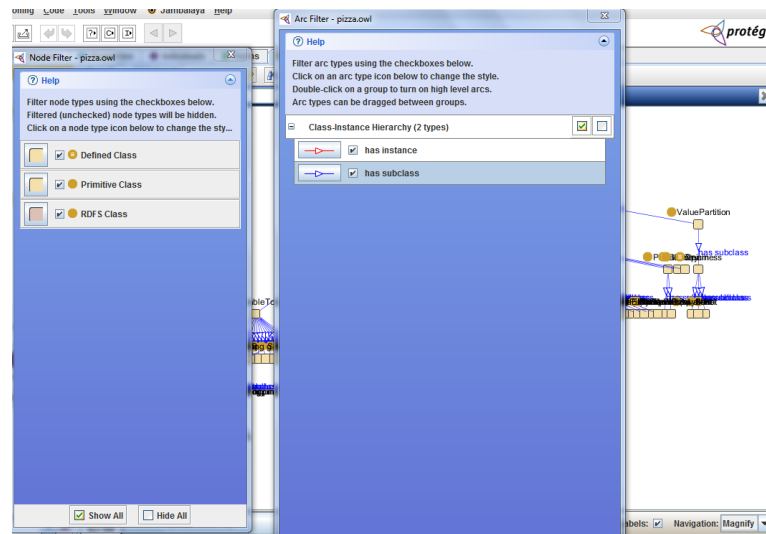 Code Tools Window Jambalaya Help
protég
Node Filter - pizza.owl
Help
Filter node types using the checkboxes below.
Filtered (unchecked) node types will be hidden.
Click on a node type icon below to change the sty...
Defined Class
Primitive Class
RDFS Class
Show All
Hide All
Arc Filter - pizza.owl
Help
Filter arc types using the checkboxes below.
Click on an arc type icon below to change the style.
Double-click on a group to turn on high level arcs.
Arc types can be dragged between groups.
Class-Instance Hierarchy (2 types)
has instance
has subclass
ValuePartition
has subclass
abels:
Navigation: Magnify